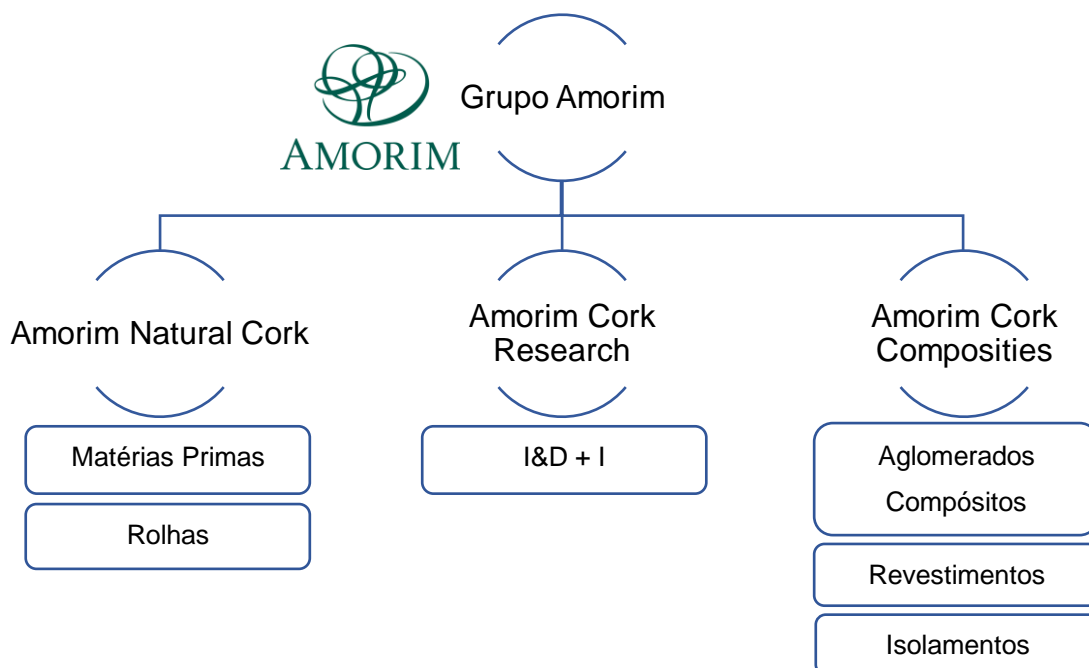 AMORIM
Grupo Amorim
Amorim Natural Cork
Matérias Primas
Rolhas
Amorim Cork
Research
I&D + I
Amorim Cork
Composities
Aglomerados
Compósitos
Revestimentos
Isolamentos